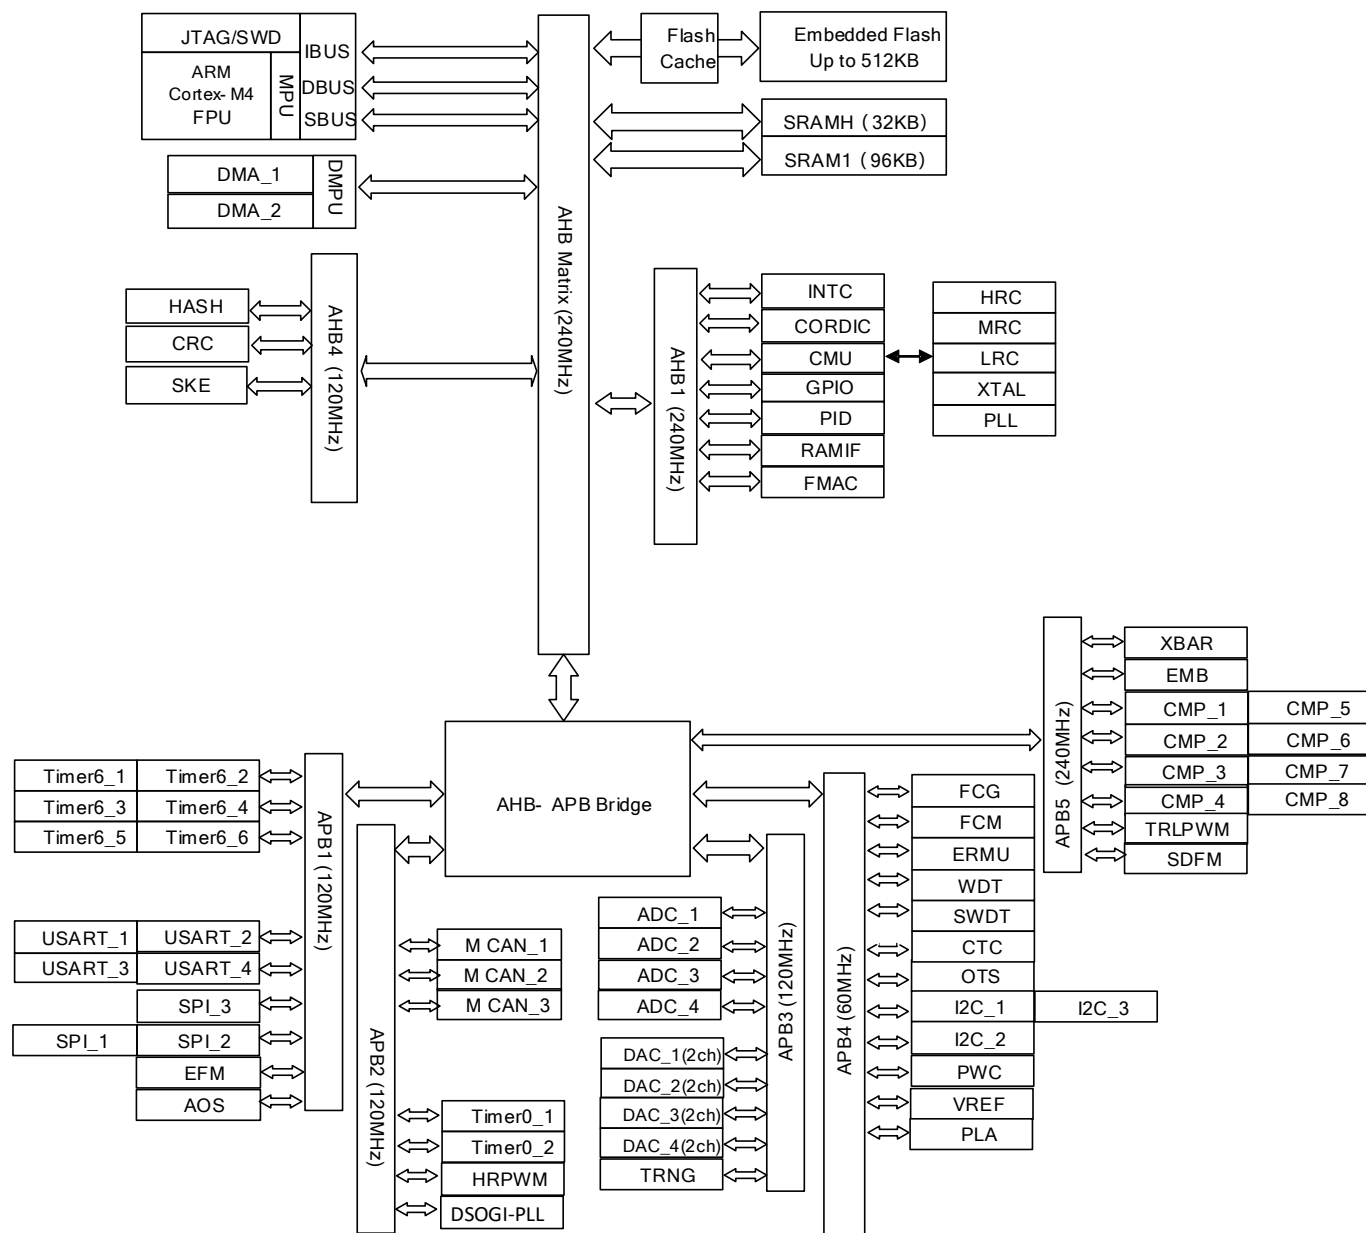 JTAG/SWD
IBUS
ARM
Cortex- M4
FPU
MPU
DBUS
SBUS
DMA_1
DMA_2
DMPU
HASH
CRC
SKE
AHB4 (120MHz)
AHB Matrix (240MHz)
Flash
Cache
Embedded Flash
Up to 512KB
SRAMH (32KB)
SRAM1 (96KB)
AHB1 (240MHz)
INTC
CORDIC
CMU
GPIO
PID
RAMIF
FMAC
HRC
MRC
LRC
XTAL
PLL
AHB- APB Bridge
Timer6_1 Timer6_2
Timer6_3 Timer6_4
Timer6_5 Timer6_6
USART_1 USART_2
USART_3 USART_4
SPI_3
SPI_1 SPI_2
EFM
AOS
APB1 (120MHz)
APB2 (120MHz)
M CAN_1
M CAN_2
M CAN_3
Timer0_1
Timer0_2
HRPWM
DSOGI-PLL
ADC_1
ADC_2
ADC_3
ADC_4
DAC_1(2ch)
DAC_2(2ch)
DAC_3(2ch)
DAC_4(2ch)
TRNG
APB3 (120MHz)
APB4 (60MHz)
FCG
FCM
ERMU
WDT
SWDT
CTC
OTS
I2C_1 I2C_3
I2C_2
PWC
VREF
PLA
APB5 (240MHz)
XBAR
EMB
CMP_1 CMP_5
CMP_2 CMP_6
CMP_3 CMP_7
CMP_4 CMP_8
TRLPWM
SDFM